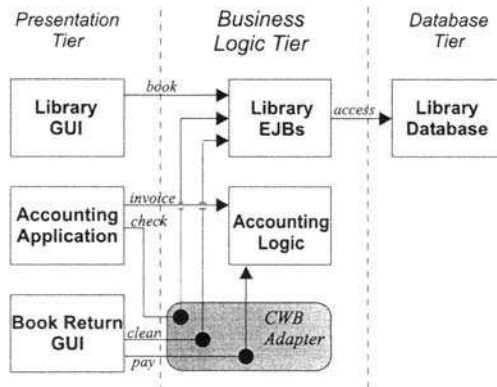 Presentation
Tier
Business
Logic Tier
Database
Tier
Library
GUI
book
Library
EJBs
access
Library
Database
Accounting
Application
invoice
check
Accounting
Logic
Book Return
GUI
clear
pay
CWB
Adapter